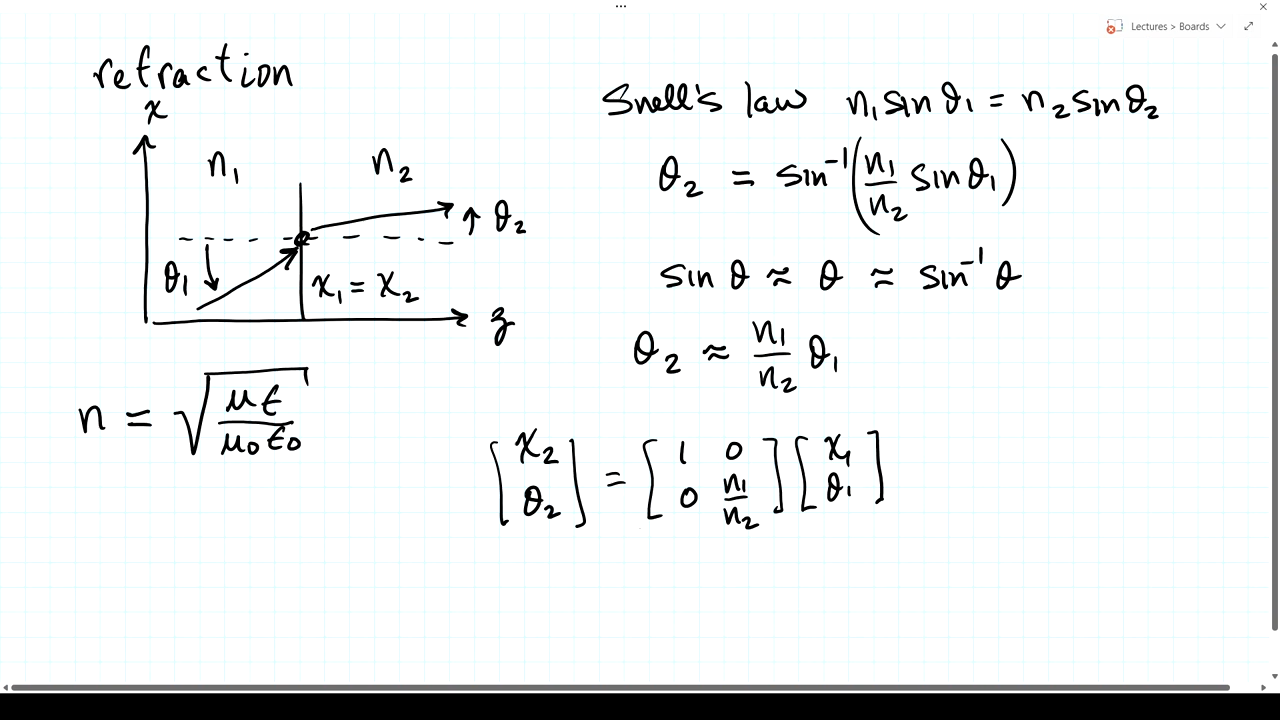 ...
Lectures > Boards
refraction
x
n₁ n₂
θ₂
θ₁
x₁ = x₂
z
n = √(με/μ₀ε₀)
Snell's law n₁ sin θ₁ = n₂ sin θ₂
θ₂ = sin⁻¹(n₁/n₂ sin θ₁)
sin θ ≈ θ ≈ sin⁻¹ θ
θ₂ ≈ n₁/n₂ θ₁
[x₂ θ₂] = [1 0 0 n₁/n₂] [x₁ θ₁]